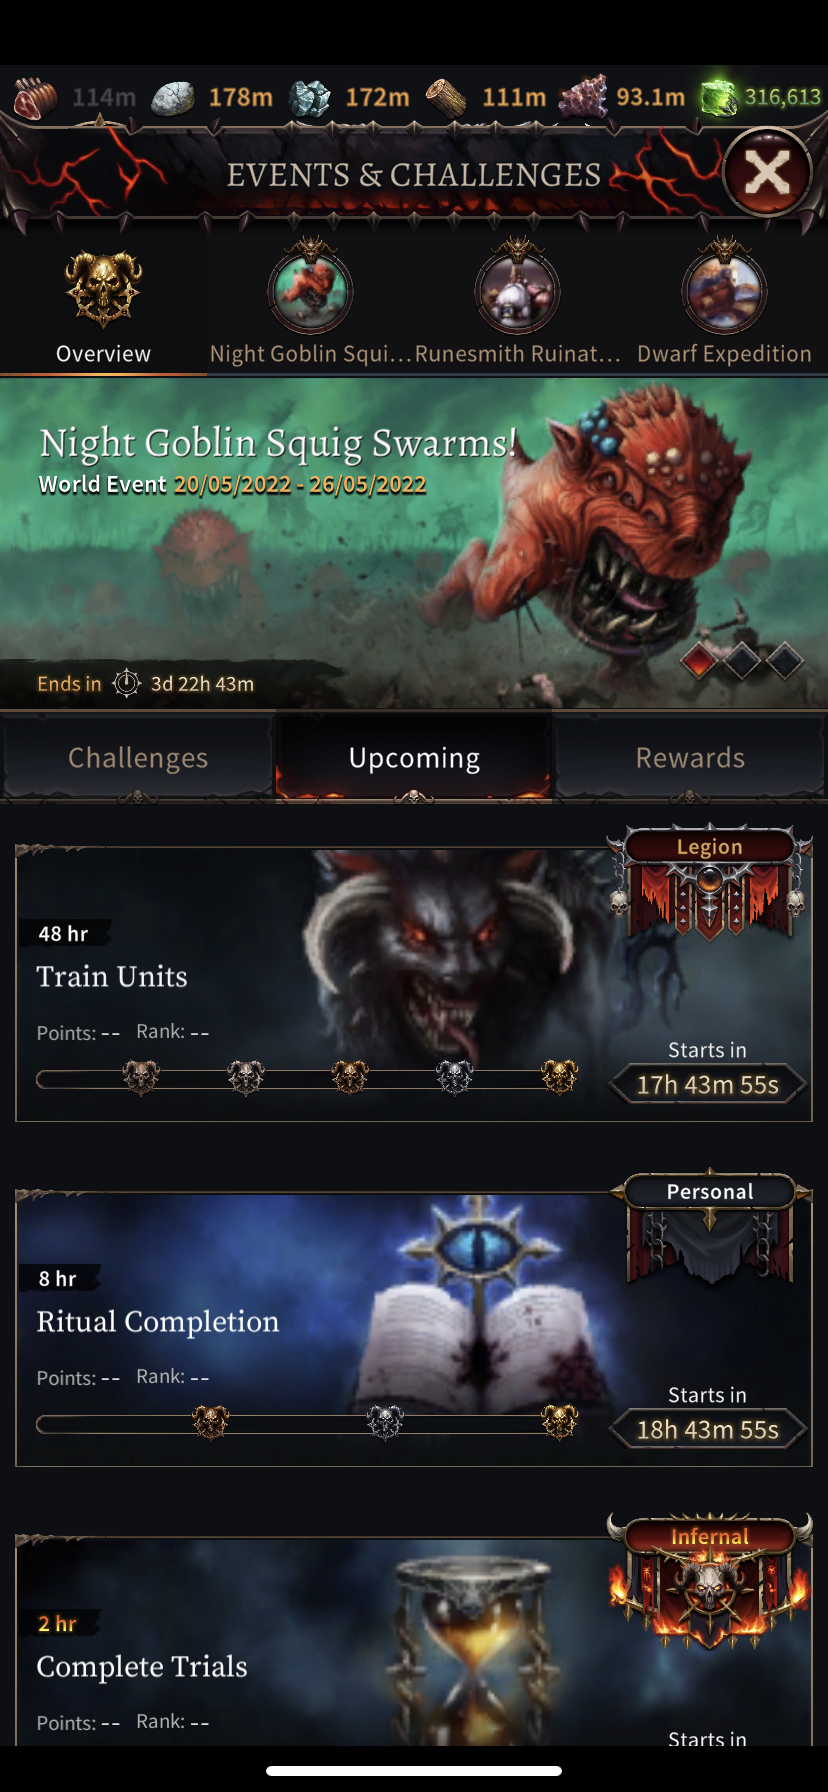 114m 178m 172m 111m 93.1m 316,613
EVENTS & CHALLENGES
Overview Night Goblin Squi... Runesmith Ruinat... Dwarf Expedition
Night Goblin Squig Swarms!
World Event 20/05/2022 - 26/05/2022
Ends in 3d 22h 43m
Challenges Upcoming Rewards
Legion
48 hr
Train Units
Points: -- Rank: --
Starts in
17h 43m 55s
Personal
8 hr
Ritual Completion
Points: -- Rank: --
Starts in
18h 43m 55s
Infernal
2 hr
Complete Trials
Points: -- Rank: --
Starts in